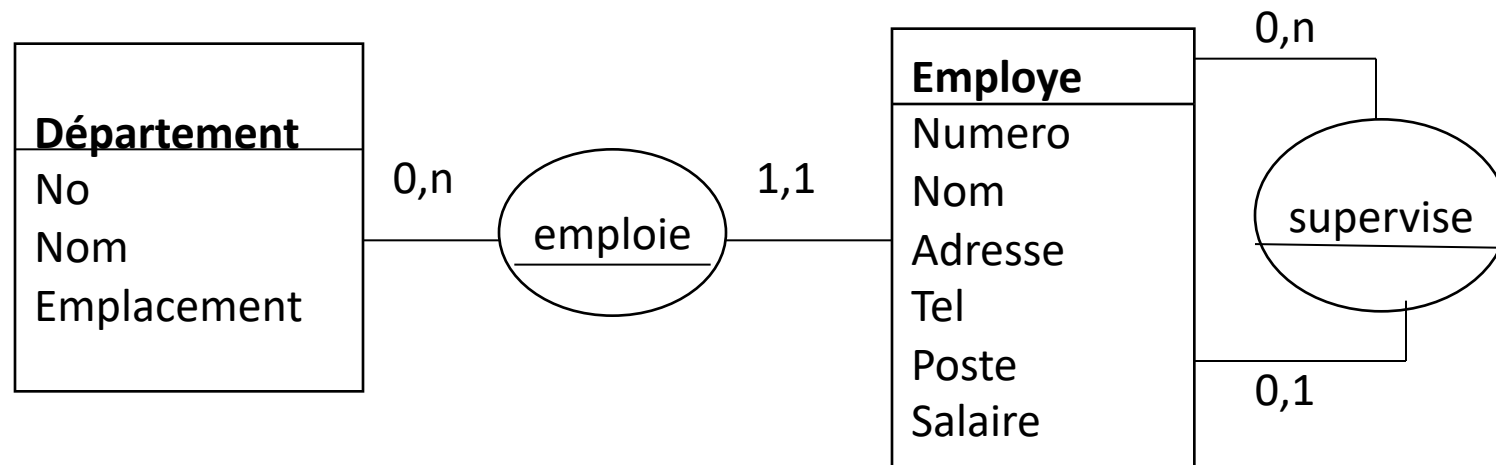 Département
No
Nom
Emplacement
0,n
emploie
1,1
Employe
Numero
Nom
Adresse
Tel
Poste
Salaire
0,n
supervise
0,1